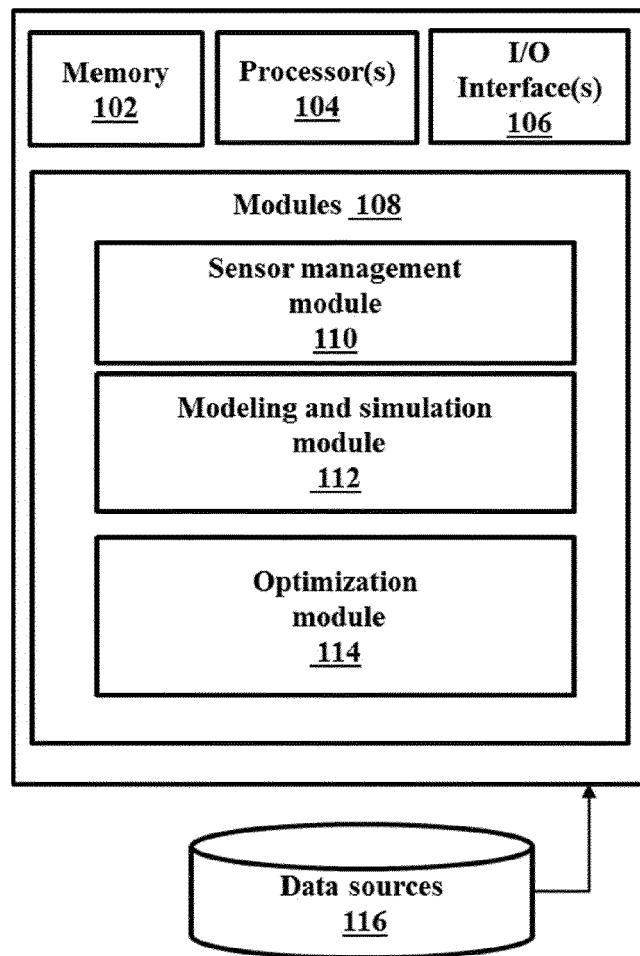 Memory
102
Processor(s)
104
I/O
Interface(s)
106
Modules 108
Sensor management
module
110
Modeling and simulation
module
112
Optimization
module
114
Data sources
116